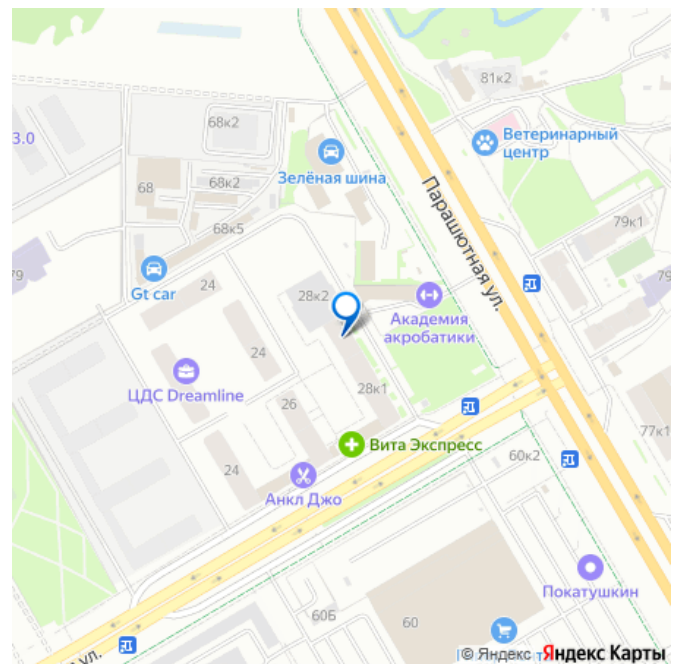 81к2
Ветеринарный
центр
68к2
3.0
Зелёная шина
68
68к2
Парашютная ул.
79к1
68к5
79
79
Gt car
24
28к2
Академия
акробатики
24
ЦДС Dreamline
28к1
26
77к1
Вита Экспресс
24
60к2
Анкл Джо
Покатушкин
60Б
60
ул.
© Яндекс Яндекс Карты